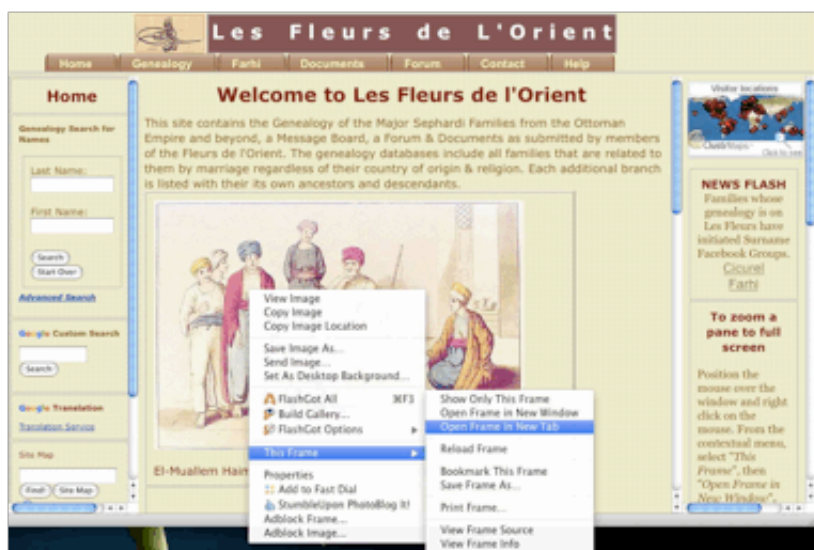 Les Fleurs de L'Orient
Home Genealogy Farhi Documents Forum Contact Help
Home
Genealogy Search for
Names
Last Name:
First Name:
Search
Start Over
Advanced Search
Google Custom Search
Search
Google Translation
Translation Service
Site Map
Find! Site Map
Welcome to Les Fleurs de l'Orient
This site contains the Genealogy of the Major Sephardi Families from the Ottoman
Empire and beyond, a Message Board, a Forum & Documents as submitted by members
of the Fleurs de l'Orient. The genealogy databases include all families that are related to
them by marriage regardless of their country of origin & religion. Each additional branch
is listed with their its own ancestors and descendants.
El-Muallem Haim
View Image
Copy Image
Copy Image Location
Save Image As...
Send Image...
Set As Desktop Background...
FlashGot All ⌘F3
Build Gallery...
FlashGot Options
This Frame
Properties
Add to Fast Dial
StumbleUpon PhotoBlog It!
Adblock Frame...
Adblock Image...
Show Only This Frame
Open Frame in New Window
Open Frame in New Tab
Reload Frame
Bookmark This Frame
Save Frame As...
Print Frame...
View Frame Source
View Frame Info
Visitor locations
ClustrMaps
Click to see
NEWS FLASH
Families whose
genealogy is on
Les Fleurs have
initiated Surname
Facebook Groups.
Cicurel
Farhi
To zoom a
pane to full
screen
Position the
mouse over the
window and right
click on the
mouse. From the
contextual menu,
select "This
Frame", then
"Open Frame in
New Window",